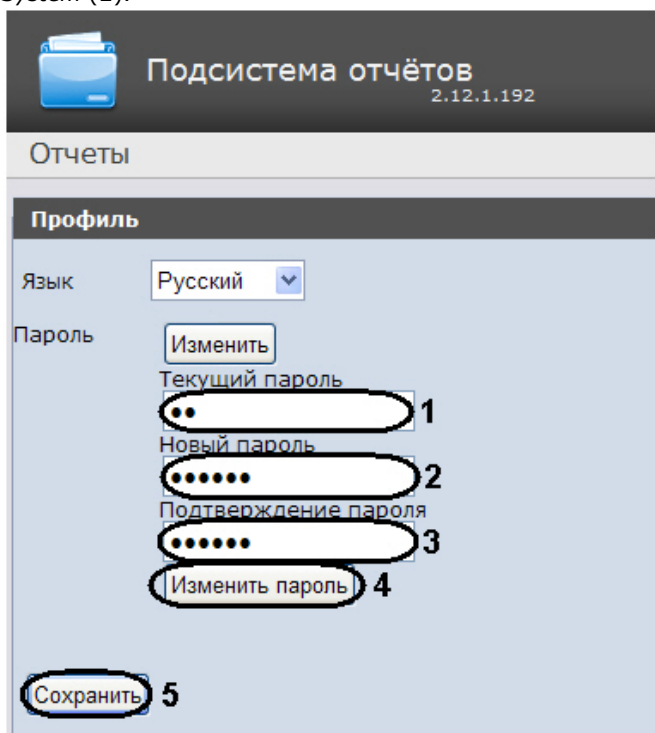 System (1).
Подсистема отчётов
2.12.1.192
Отчеты
Профиль
Язык Русский
Пароль Изменить
Текущий пароль
•• 1
Новый пароль
•••••• 2
Подтверждение пароля
•••••• 3
Изменить пароль 4
Сохранить 5